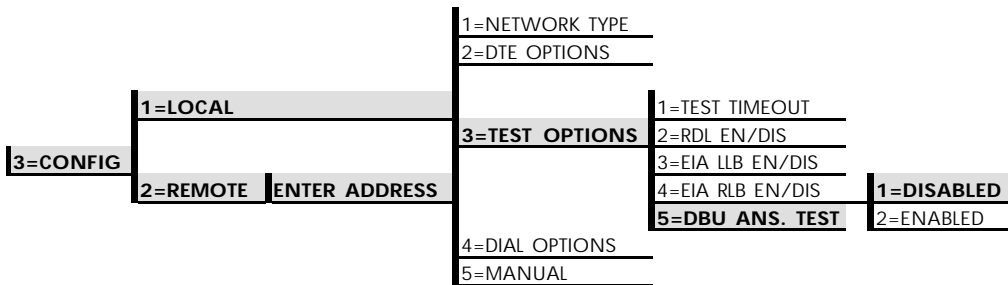 3=CONFIG
1=LOCAL
2=REMOTE
ENTER ADDRESS
1=NETWORK TYPE
2=DTE OPTIONS
3=TEST OPTIONS
4=DIAL OPTIONS
5=MANUAL
1=TEST TIMEOUT
2=RDL EN/DIS
3=EIA LLB EN/DIS
4=EIA RLB EN/DIS
5=DBU ANS. TEST
1=DISABLED
2=ENABLED